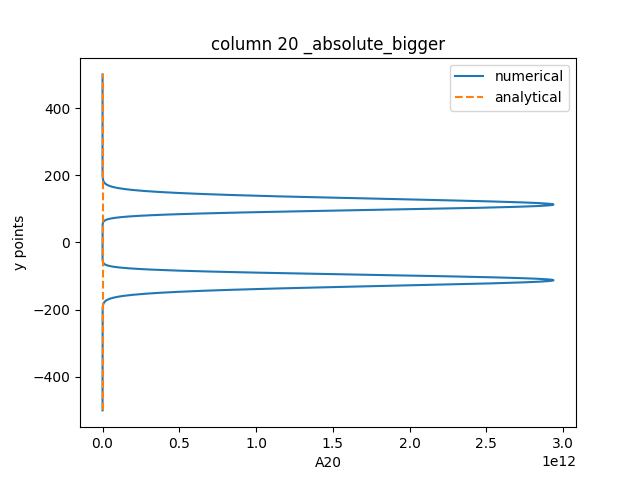 column 20 _absolute_bigger
numerical
analytical
400
200
0
−200
−400
y points
0.0 0.5 1.0 1.5 2.0 2.5 3.0
1e12
A20